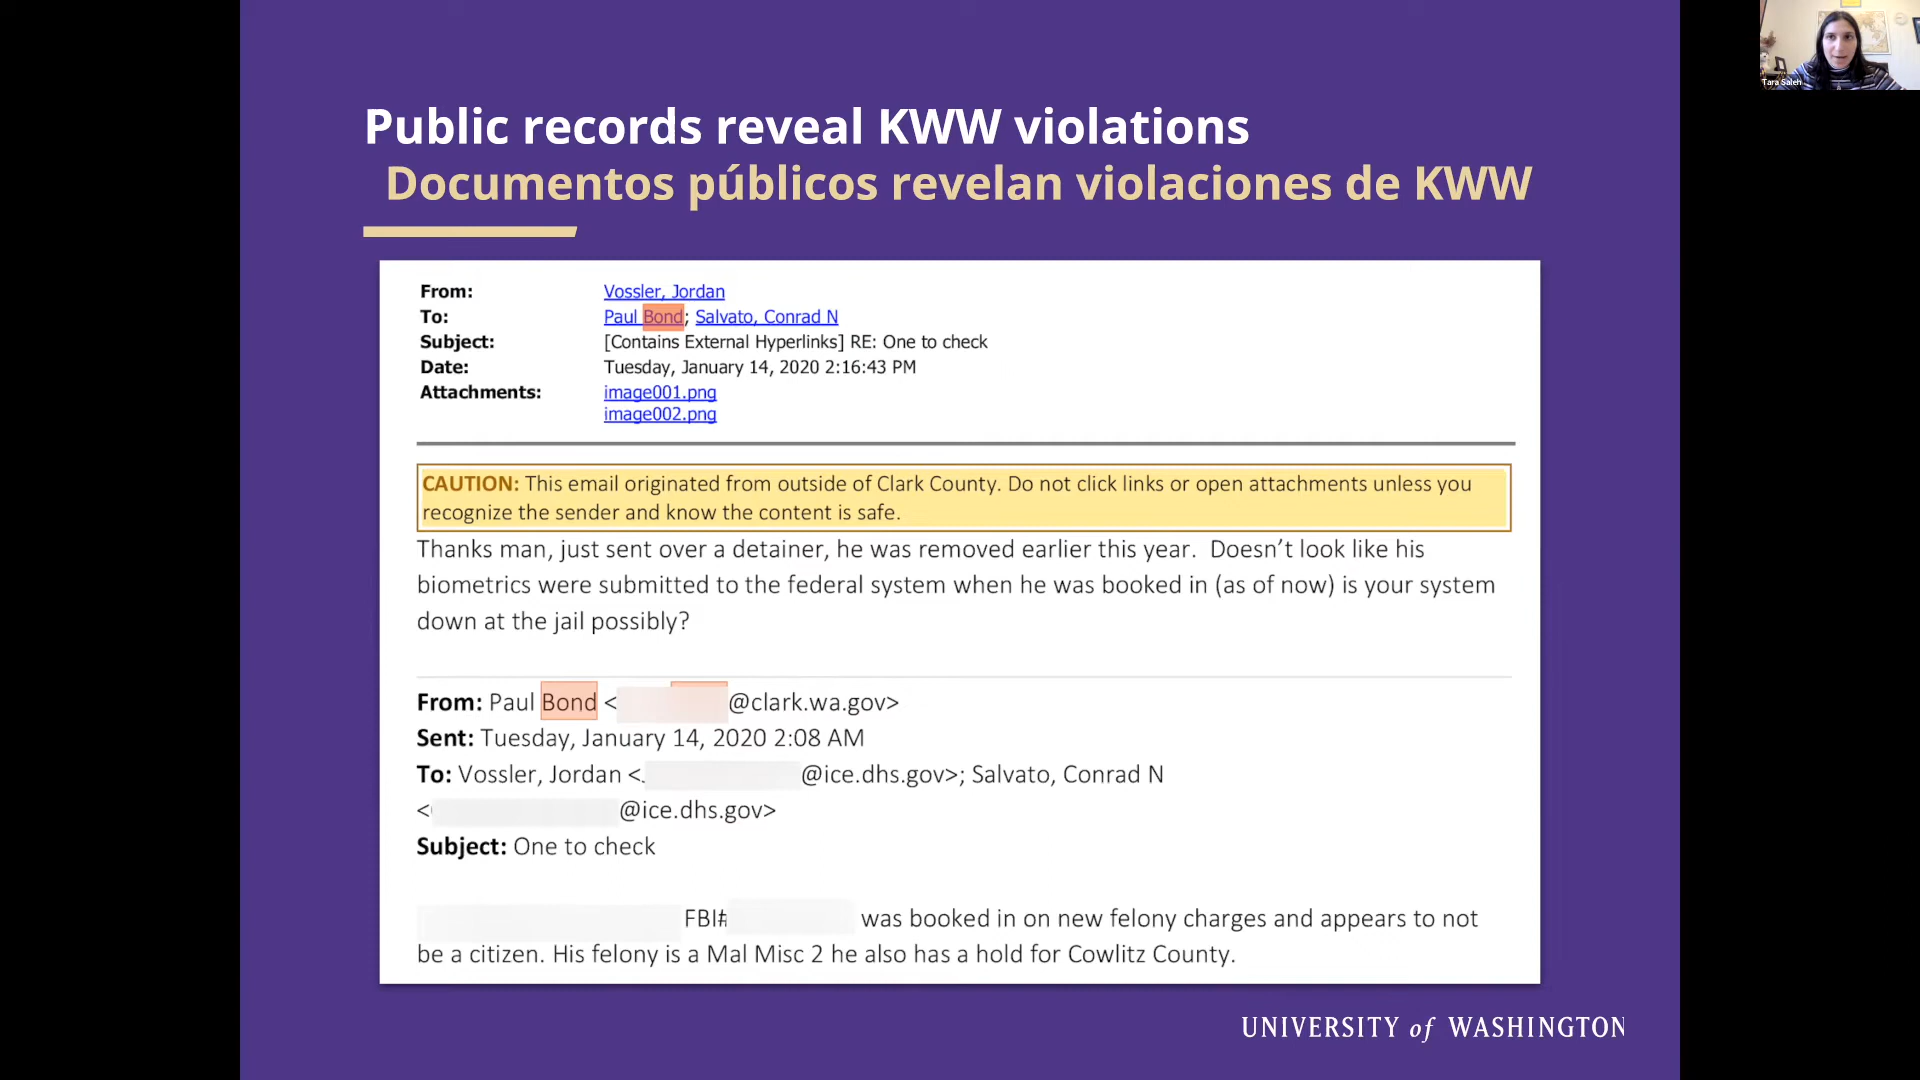 Tara Saleh
Public records reveal KWW violations
Documentos públicos revelan violaciones de KWW
From: Vossler, Jordan
To: Paul Bond; Salvato, Conrad N
Subject: [Contains External Hyperlinks] RE: One to check
Date: Tuesday, January 14, 2020 2:16:43 PM
Attachments: image001.png
image002.png
CAUTION: This email originated from outside of Clark County. Do not click links or open attachments unless you
recognize the sender and know the content is safe.
Thanks man, just sent over a detainer, he was removed earlier this year. Doesn’t look like his
biometrics were submitted to the federal system when he was booked in (as of now) is your system
down at the jail possibly?
From: Paul Bond < @clark.wa.gov>
Sent: Tuesday, January 14, 2020 2:08 AM
To: Vossler, Jordan < @ice.dhs.gov>; Salvato, Conrad N
< @ice.dhs.gov>
Subject: One to check
FBI# was booked in on new felony charges and appears to not
be a citizen. His felony is a Mal Misc 2 he also has a hold for Cowlitz County.
UNIVERSITY of WASHINGTON